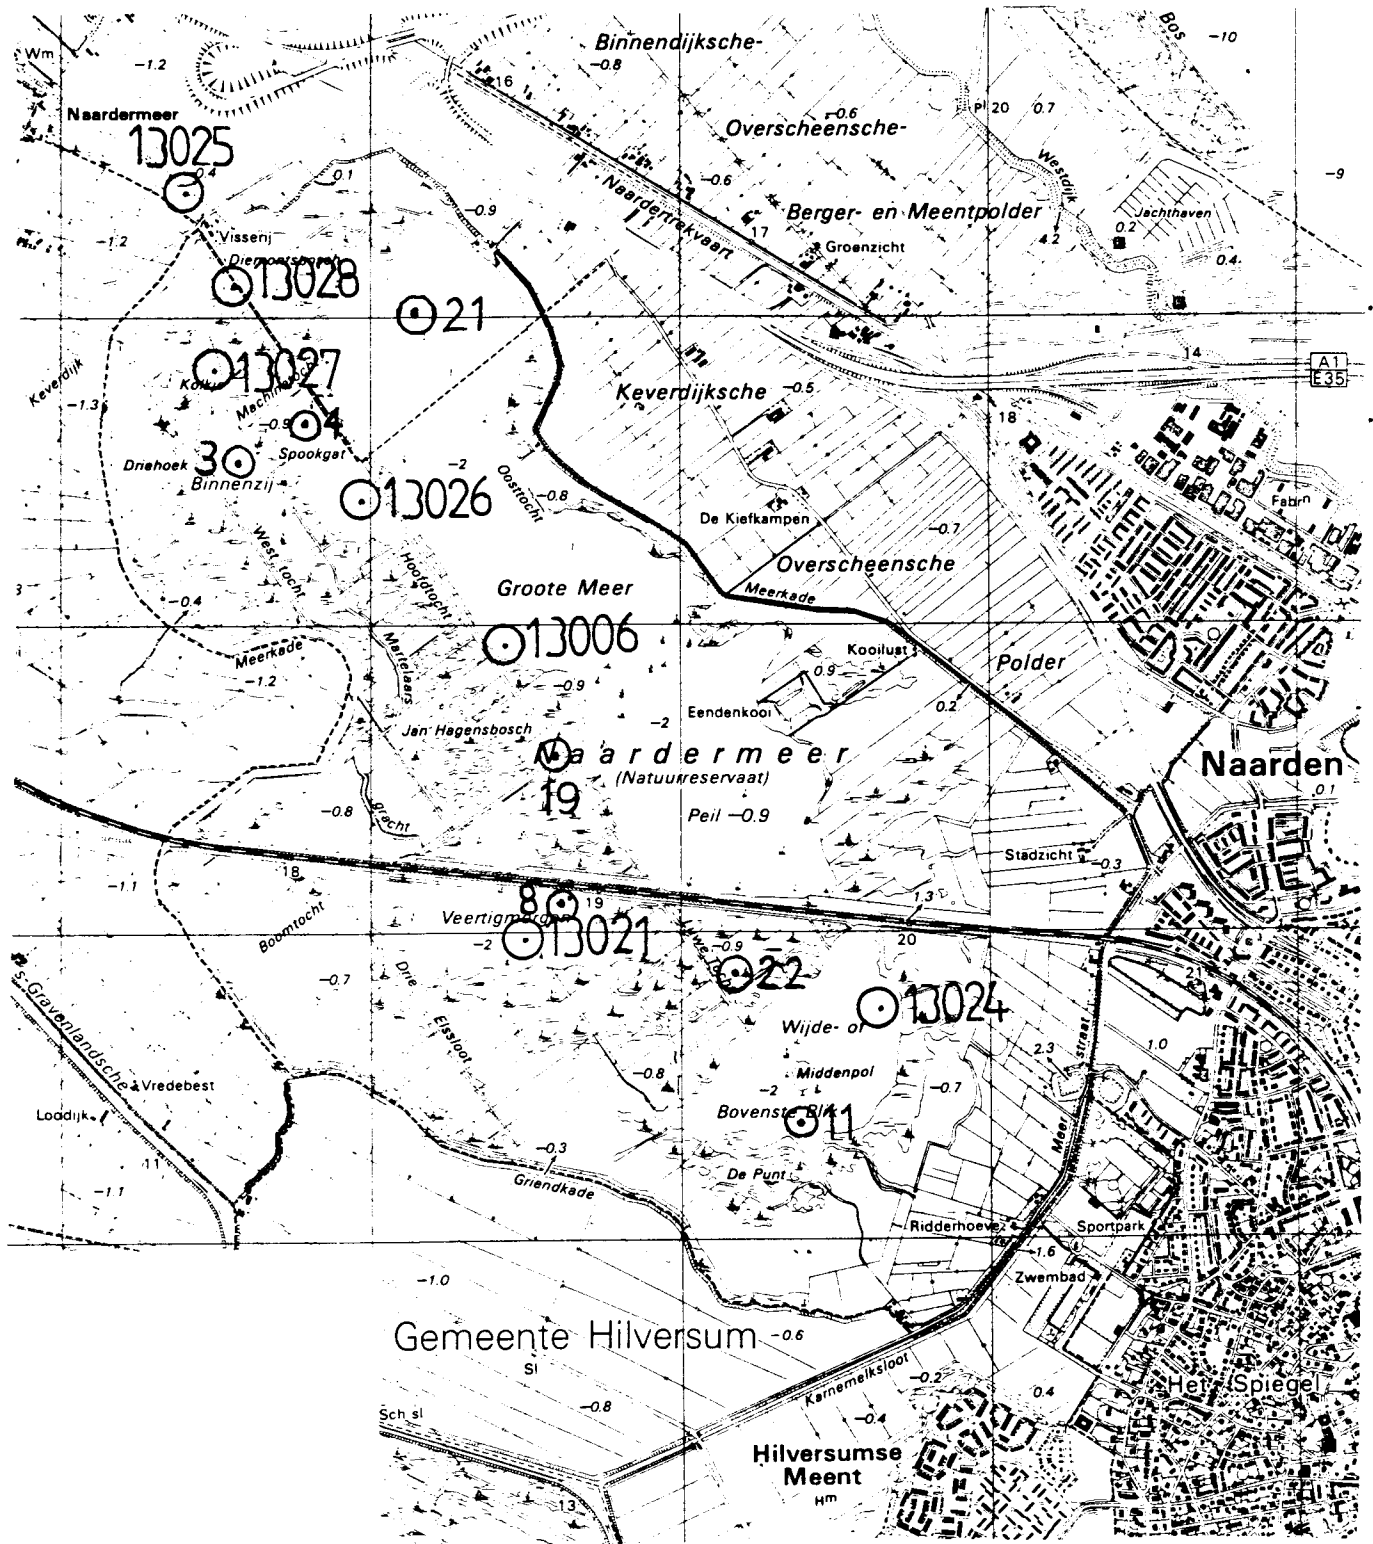 Bos
-10
Binnendijksche-
-0.8
Wm
-1.2
16
Naardermeer
13025
0.4
0.1
-0.6
Overscheensche-
pl 20
0.7
Westdijk
-9
-0.6
-0.9
Naardertrekvaart
Berger- en Meentpolder
Jachthaven
0.2
4.2
0.4
17
Groenzicht
-1.2
Visserij
13028
21
Keverdijk
13027
-1.3
-0.9
4
Spookgat
Driehoek
3
Binnenzij
14
A1
E35
Keverdijksche
-0.5
18
-2
13026
Oosttocht
-0.8
De Kiefkampen
-0.7
Fabrn
West tocht
Hoofdtocht
Overscheensche
Groote Meer
Meerkade
-0.4
13006
Kooilust
Polder
Meerkade
-1.2
Martelaars
gracht
-0.9
0.9
0.2
Eendenkooi
-2
Jan Hagensbosch
Naardermeer
(Natuurreservaat)
19
Peil -0.9
Naarden
0.1
-0.8
Stadzicht
-0.3
-1.1
18
8
19
1.3
Veertigmorgen
Boomtocht
-2
13021
-0.9
20
22
21
-0.7
Drie
Elssloot
13024
Wijde- of
's-Gravenlandsche
2.3
1.0
Meer
straat
Vredebest
Loodijk
-0.8
Middenpol
-2
-0.7
Bovenste Blik
11
11
-1.1
-0.3
Griendkade
De Punt
Ridderhoeve
Sportpark
1.6
Zwembad
-1.0
Gemeente Hilversum
-0.6
Sl
Karnemelksloot
-0.2
0.4
Het Spiegel
-0.8
Sch sl
-0.4
Hilversumse
Meent
Hm
13